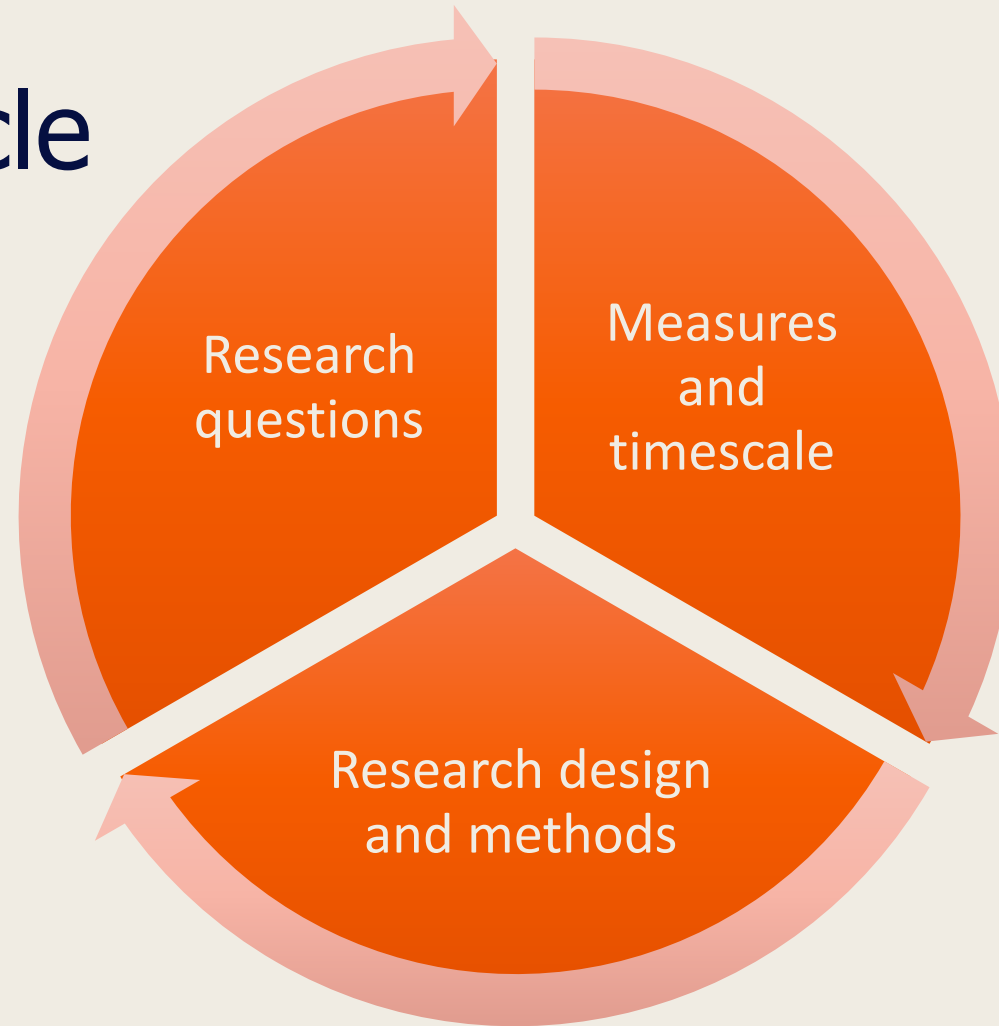 cle
Research
questions
Measures
and
timescale
Research design
and methods